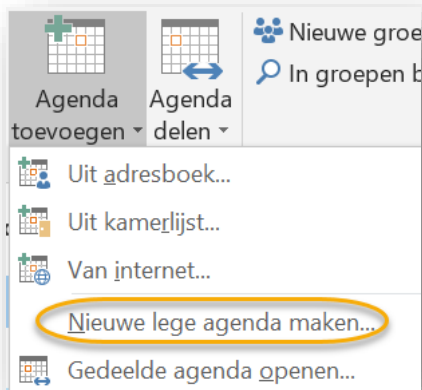 Agenda toevoegen
Agenda delen
Nieuwe groe
In groepen b
Uit adresboek...
Uit kamerlijst...
Van internet...
Nieuwe lege agenda maken...
Gedeelde agenda openen...